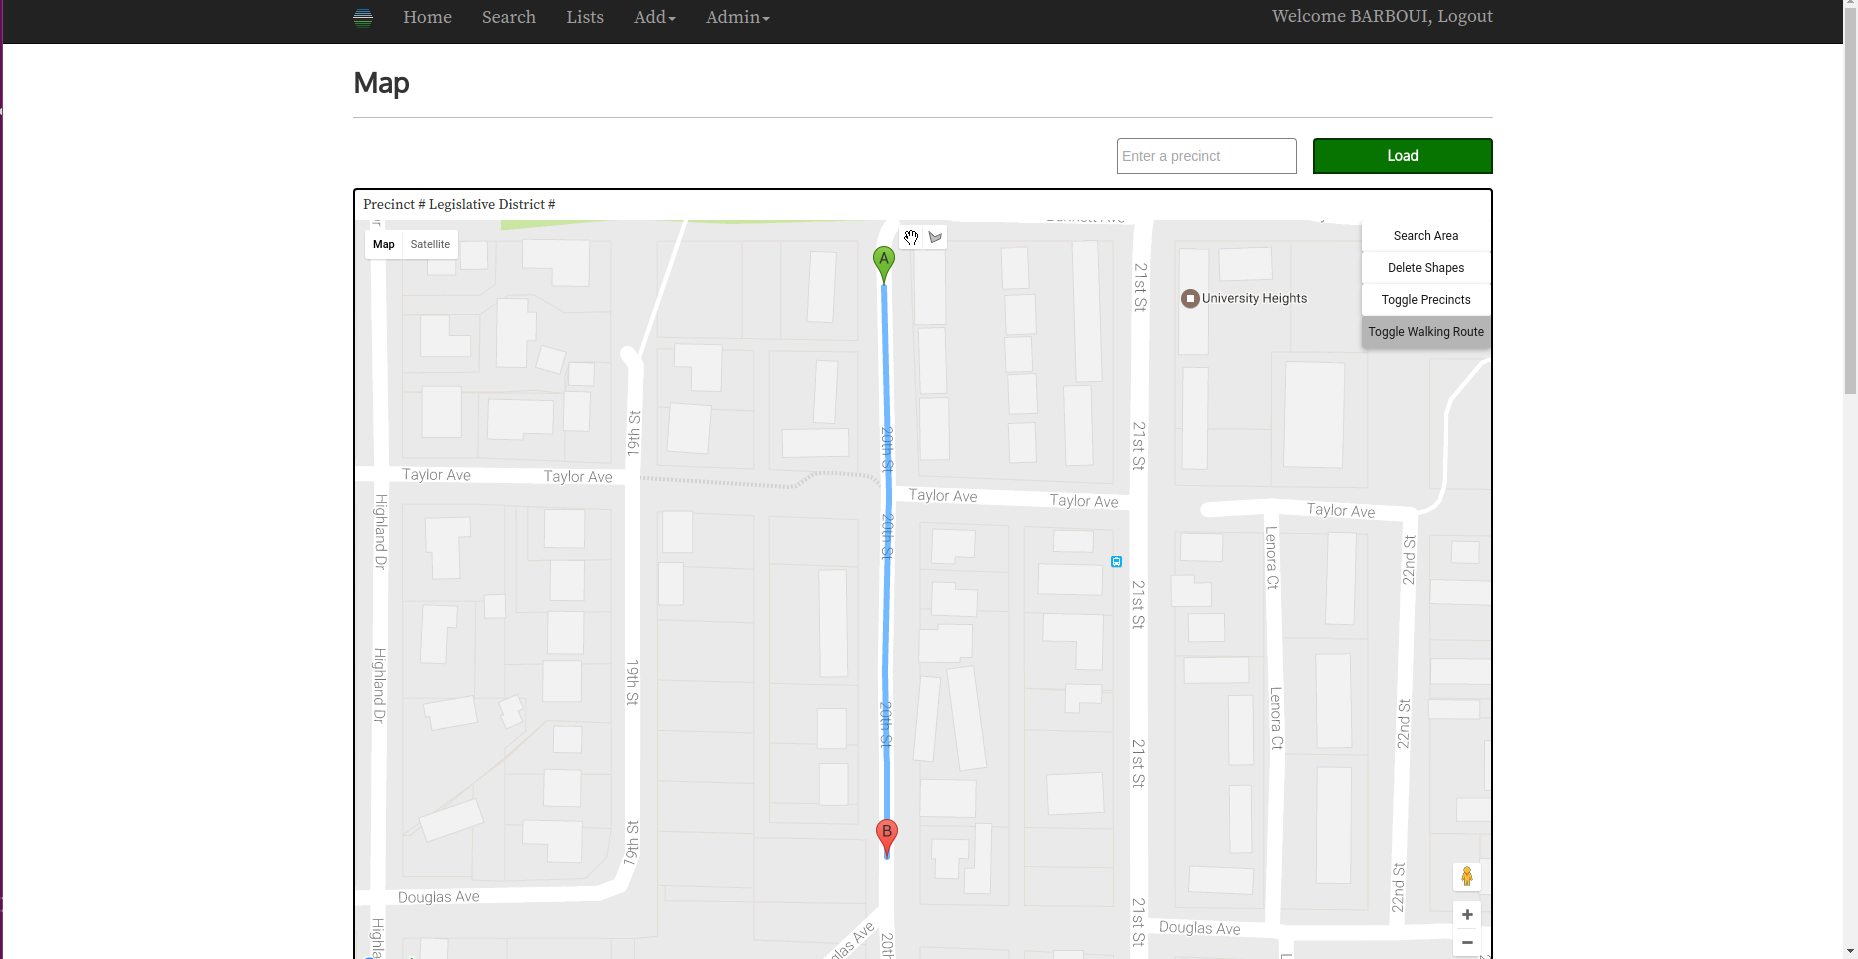 Home Search Lists Add Admin Welcome BARBOUI, Logout
Map
Enter a precinct Load
Precinct # Legislative District #
Map Satellite
Search Area
Delete Shapes
Toggle Precincts
Toggle Walking Route
A
University Heights
21st St
19th St
20th St
21st St
Taylor Ave
Taylor Ave
Taylor Ave
Taylor Ave
Taylor Ave
Highland Dr
20th St
Lenora Ct
22nd St
21st St
Highland Dr
19th St
20th St
Lenora Ct
22nd St
21st St
B
19th St
Douglas Ave
22nd St
21st St
Douglas Ave
Highla
glas Ave
20th
+
−